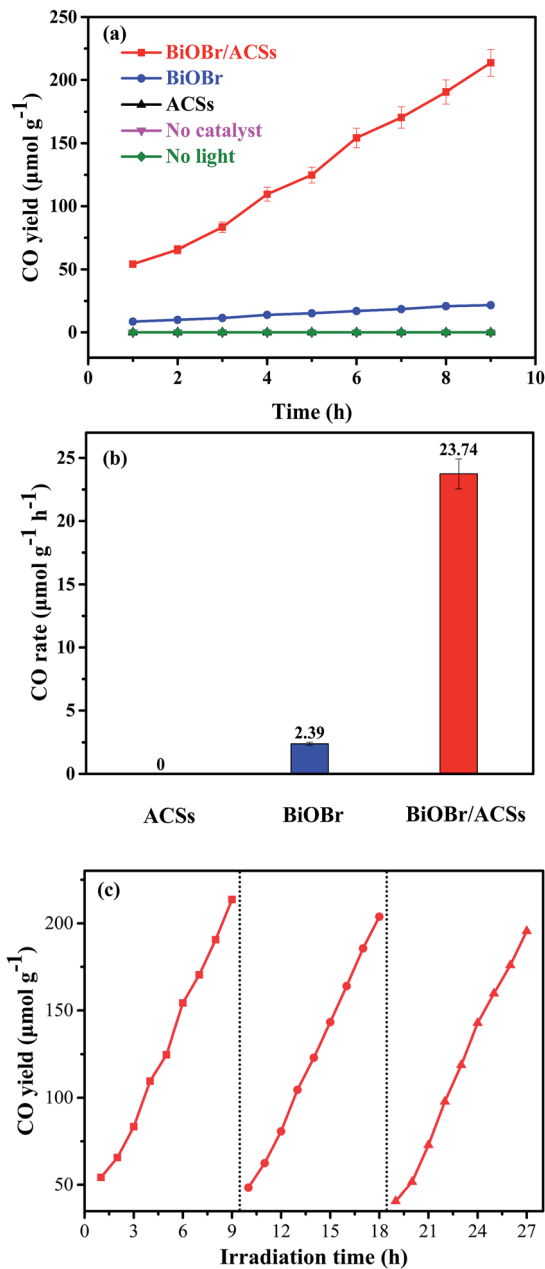 (a)
BiOBr/ACSs
BiOBr
ACSs
No catalyst
No light
250
200
150
100
50
0
CO yield (μmol g-1)
0 2 4 6 8 10
Time (h)
(b)
25
20
15
10
5
0
CO rate (μmol g-1 h-1)
0
2.39
23.74
ACSs BiOBr BiOBr/ACSs
(c)
200
150
100
50
CO yield (μmol g-1)
0 3 6 9 12 15 18 21 24 27
Irradiation time (h)